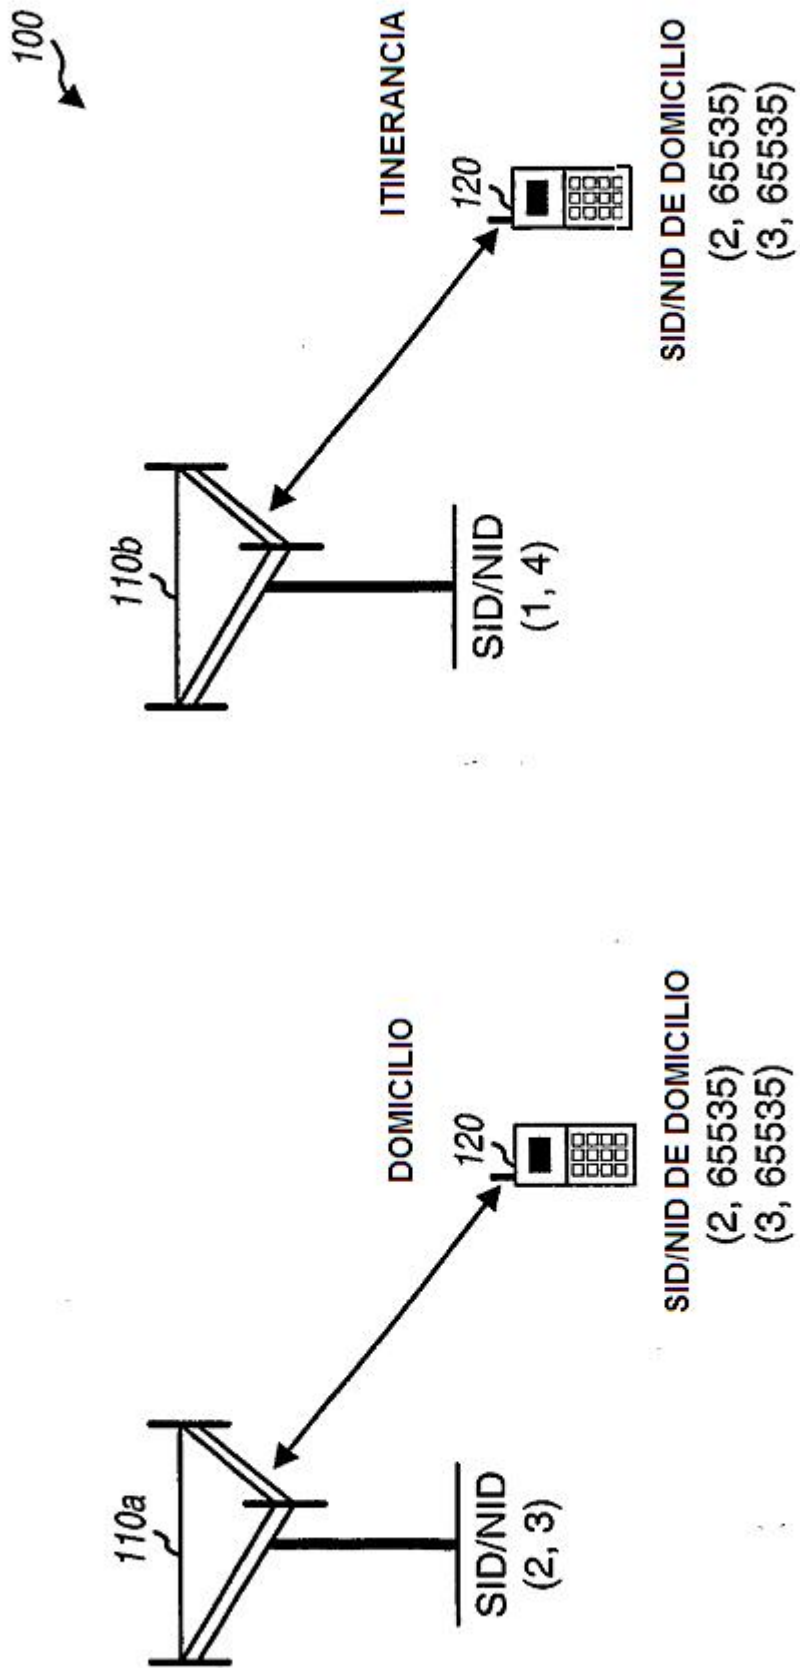 100
110a
SID/NID
(2, 3)
DOMICILIO
120
SID/NID DE DOMICILIO
(2, 65535)
(3, 65535)
110b
SID/NID
(1, 4)
ITINERANCIA
120
SID/NID DE DOMICILIO
(2, 65535)
(3, 65535)